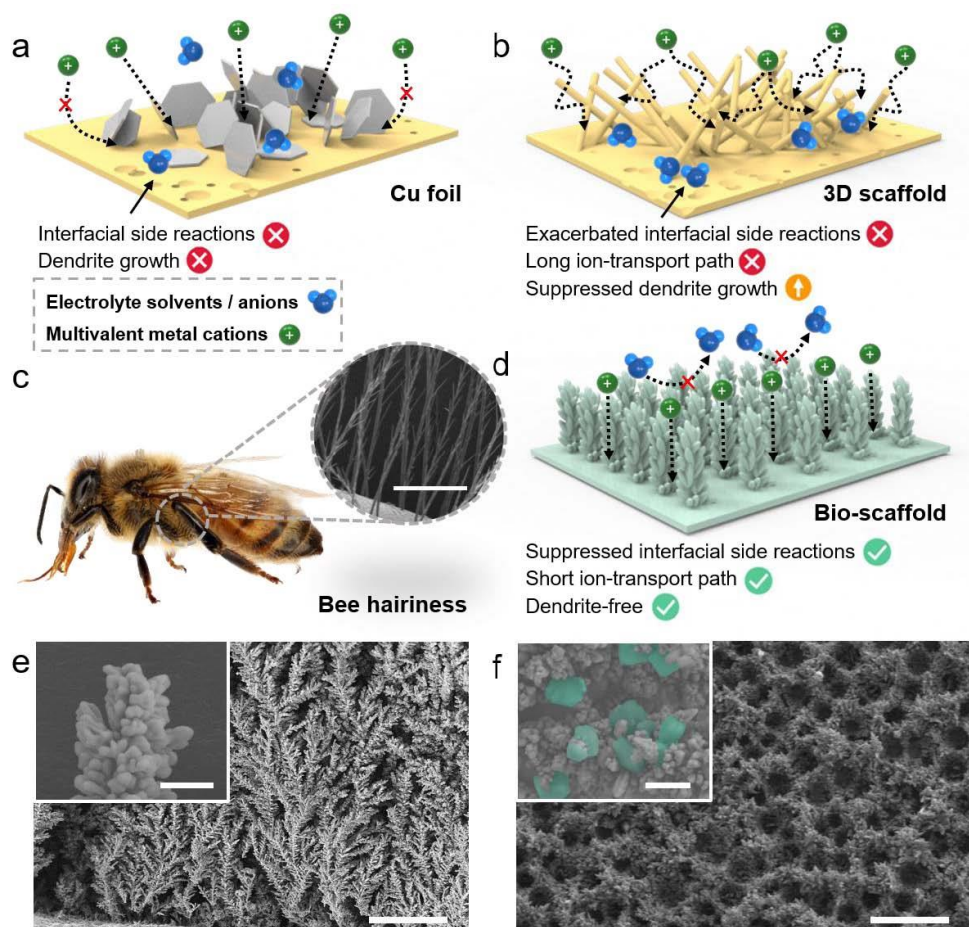 a
Cu foil
Interfacial side reactions
Dendrite growth
Electrolyte solvents / anions
Multivalent metal cations
b
3D scaffold
Exacerbated interfacial side reactions
Long ion-transport path
Suppressed dendrite growth
c
Bee hairiness
d
Bio-scaffold
Suppressed interfacial side reactions
Short ion-transport path
Dendrite-free
e
f